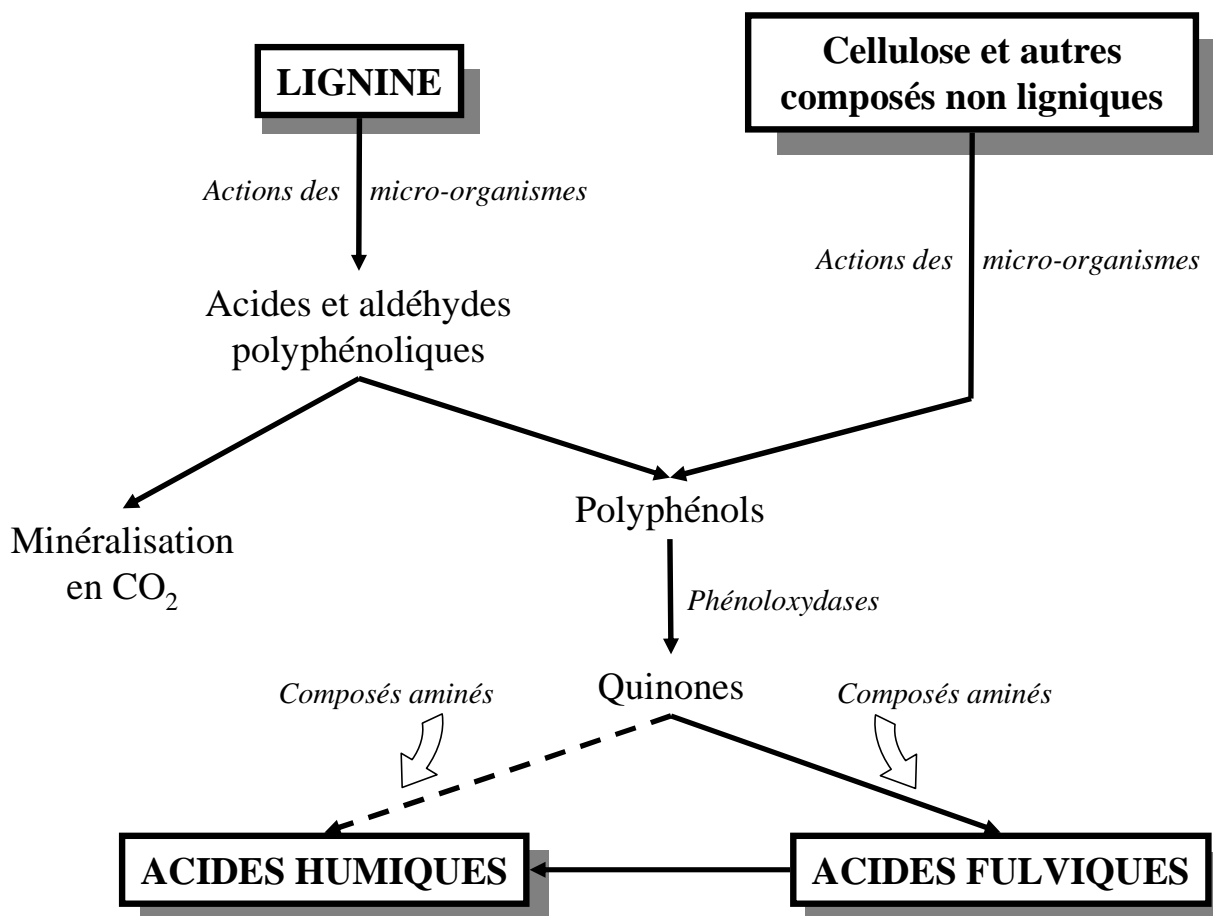 LIGNINE
Cellulose et autres
composés non ligniques
Actions des micro-organismes
Actions des micro-organismes
Acides et aldéhydes
polyphénoliques
Polyphénols
Minéralisation
en CO₂
Phénoloxydases
Quinones
Composés aminés
Composés aminés
ACIDES HUMIQUES
ACIDES FULVIQUES